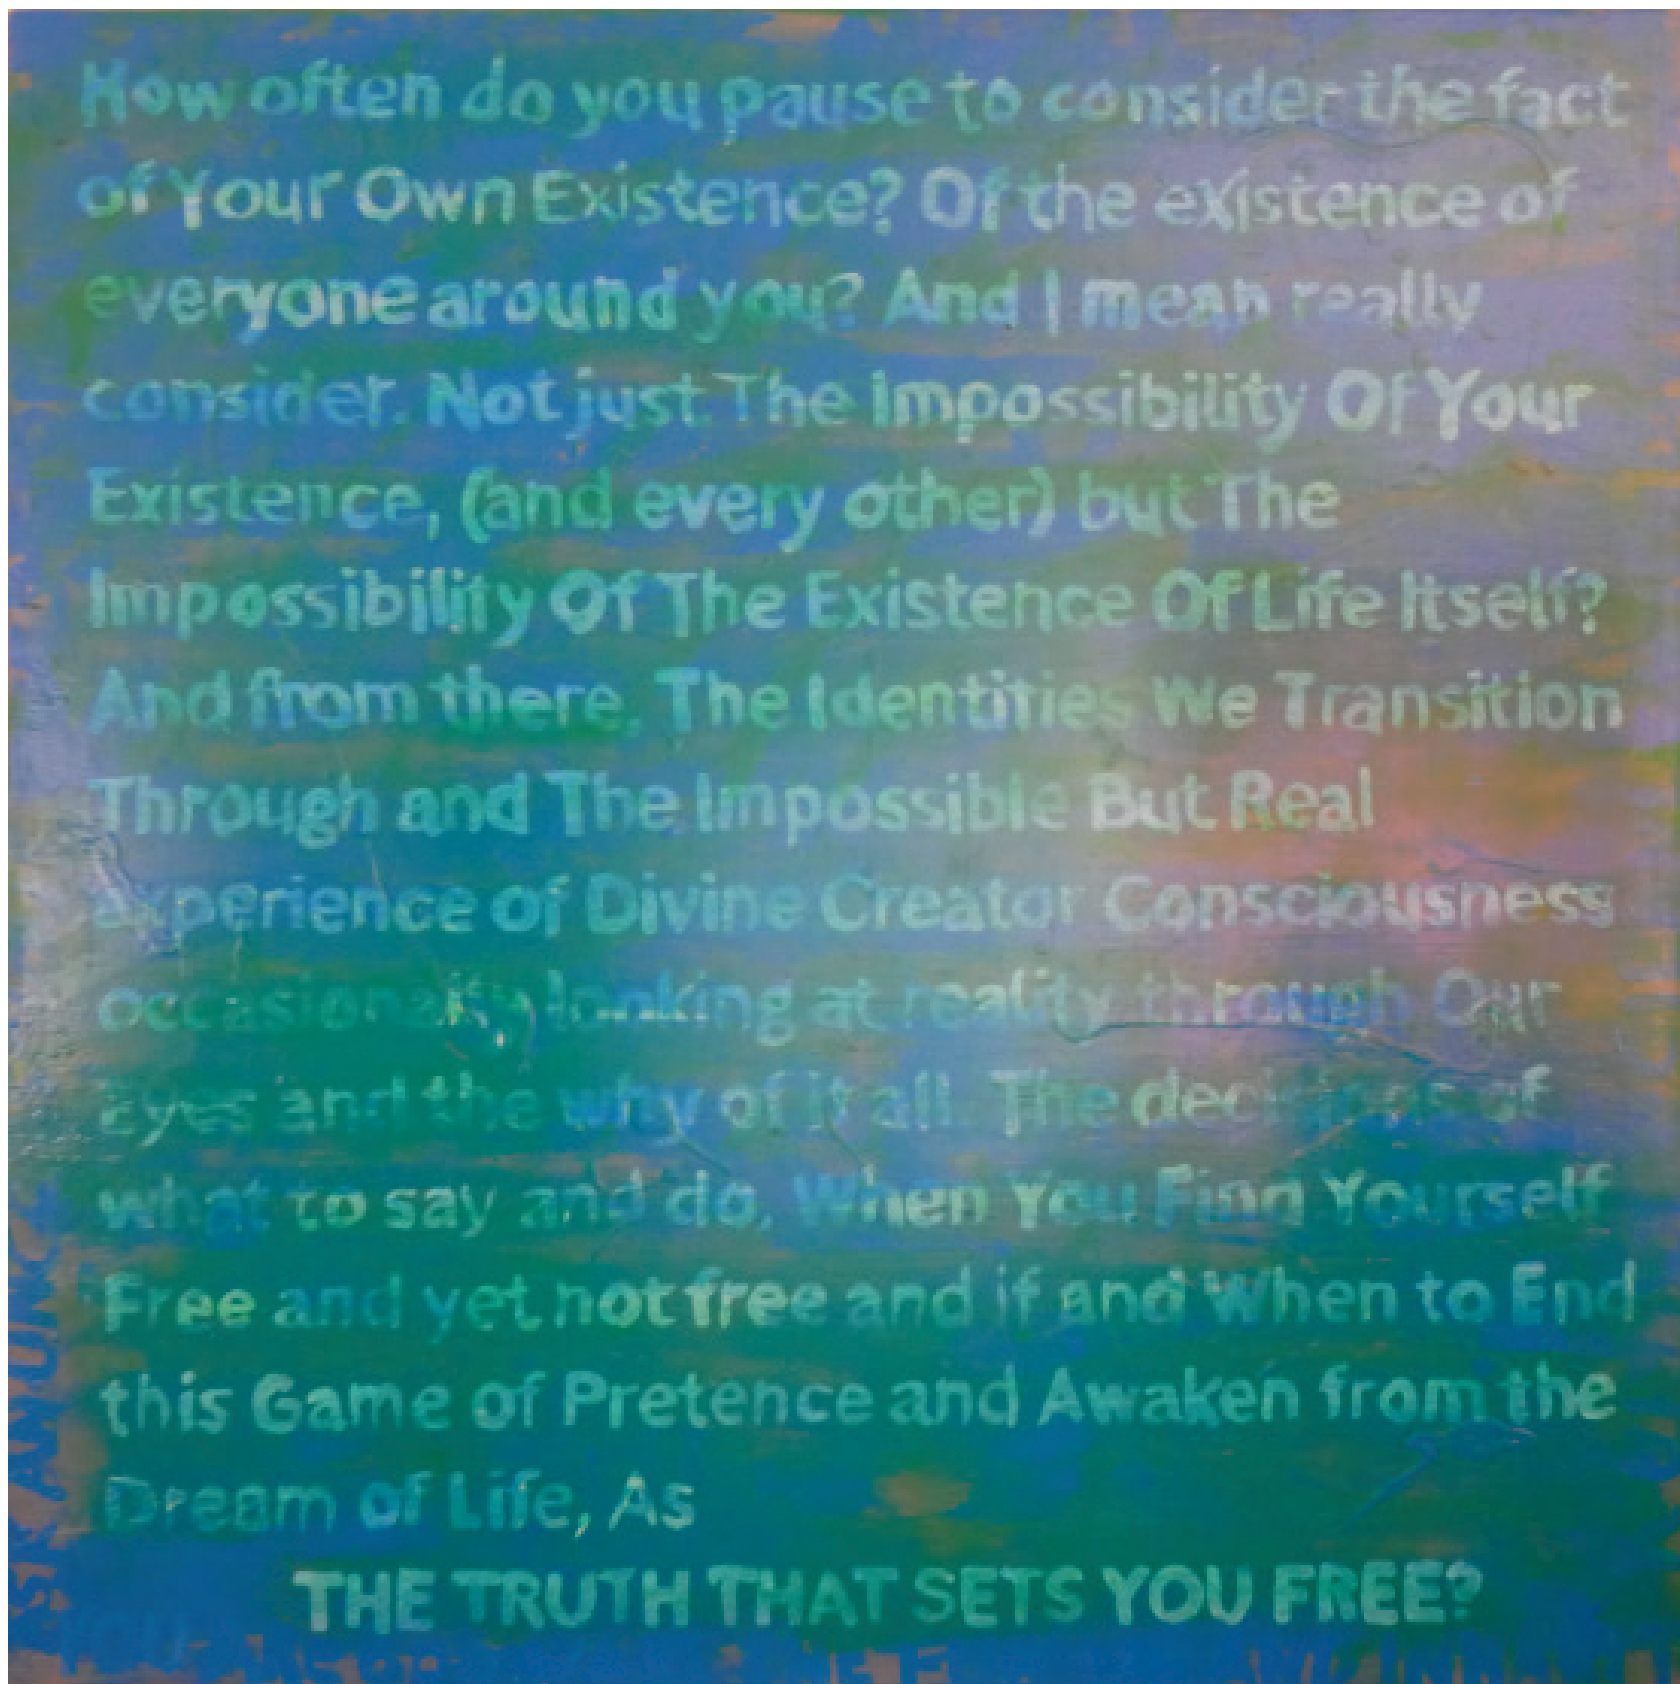 How often do you pause to consider the fact
of Your Own Existence? Of the existence of
everyone around you? And I mean really
consider. Not just The Impossibility Of Your
Existence, (and every other) but The
Impossibility Of The Existence Of Life Itself?
And from there, The Identities We Transition
Through and The Impossible But Real
experience of Divine Creator Consciousness
occasionally looking at reality through Our
Eyes and the why of it all. The decisions of
what to say and do, When You Find Yourself
Free and yet not free and if and When to End
this Game of Pretence and Awaken from the
Dream of Life, As
THE TRUTH THAT SETS YOU FREE?